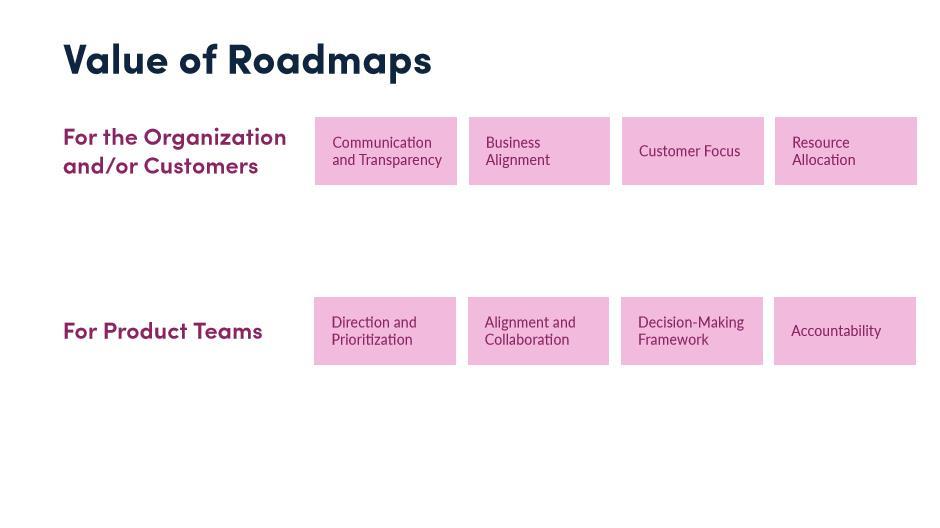 Value of Roadmaps
For the Organization
and/or Customers
Communication
and Transparency
Business
Alignment
Customer Focus
Resource
Allocation
For Product Teams
Direction and
Prioritization
Alignment and
Collaboration
Decision-Making
Framework
Accountability